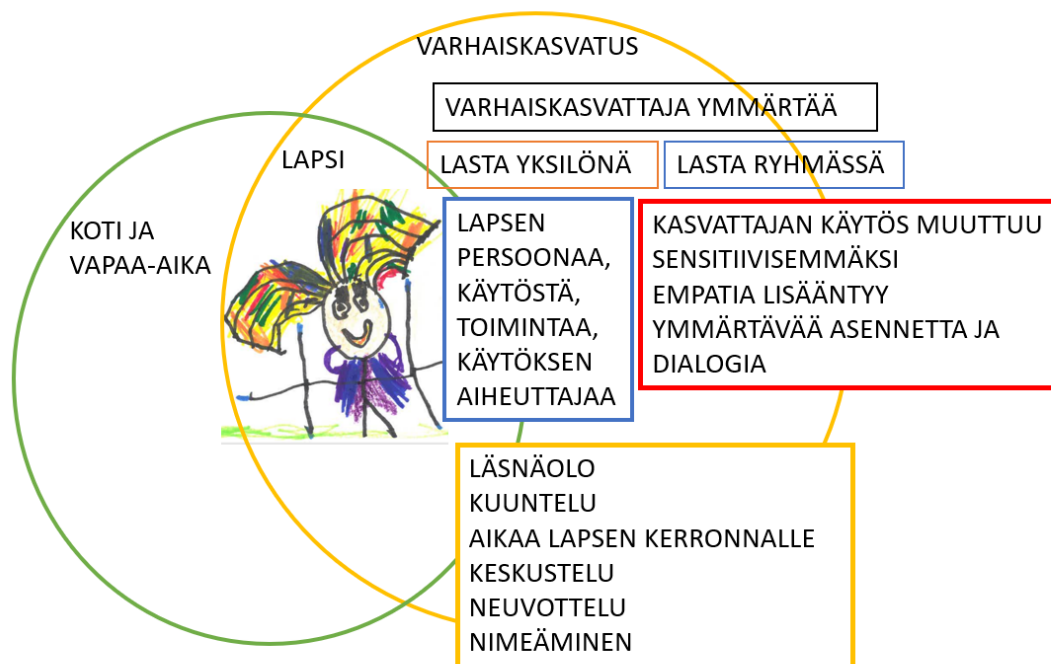 VARHAISKASVATUS
VARHAISKASVATTAJA YMMÄRTÄÄ
LAPSI
LASTA YKSILÖNÄ
LASTA RYHMÄSSÄ
KOTI JA
VAPAA-AIKA
LAPSEN
PERSOONAA,
KÄYTÖSTÄ,
TOIMINTAA,
KÄYTÖKSEN
AIHEUTTAJAA
KASVATTAJAN KÄYTÖS MUUTTUU
SENSITIIVISEMMÄKSI
EMPATIA LISÄÄNTYY
YMMÄRTÄVÄÄ ASENNETTA JA
DIALOGIA
LÄSNÄOLO
KUUNTELU
AIKAA LAPSEN KERRONNALLE
KESKUSTELU
NEUVOTTELU
NIMEÄMINEN